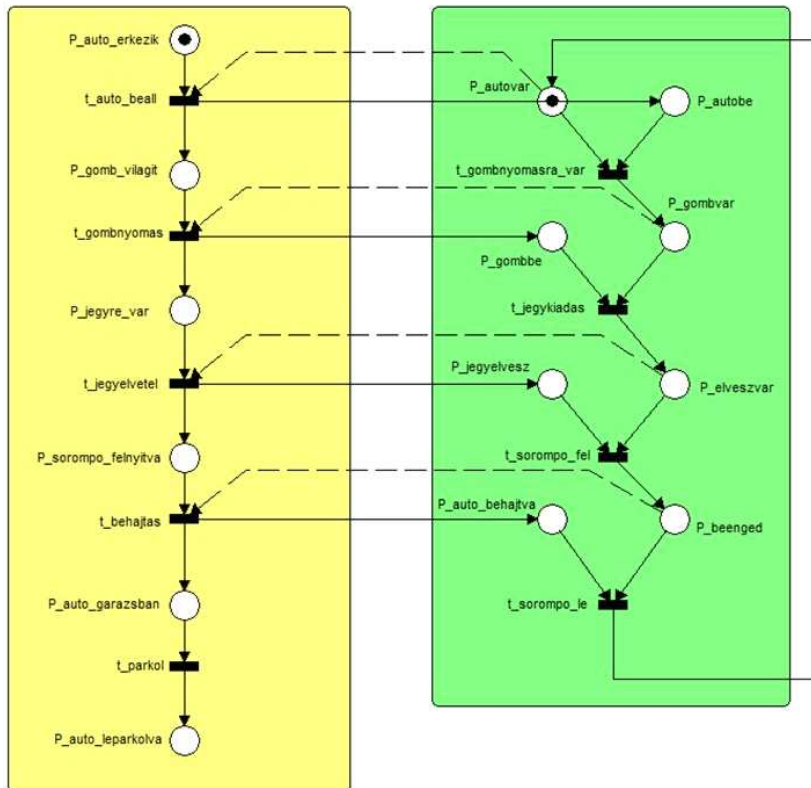 P_auto_erkezik
t_auto_beall
P_gomb_vilagit
t_gombnyomas
P_jegyre_var
t_jegyelvetel
P_sorompo_felnyitva
t_behajtas
P_auto_garazsban
t_parkol
P_auto_leparkolva
P_autovar
P_autobe
t_gombnyomasra_var
P_gombvar
P_gombbe
t_jegykiadas
P_jegyelvesz
P_elveszvar
t_sorompo_fel
P_auto_behajtva
P_beenged
t_sorompo_le